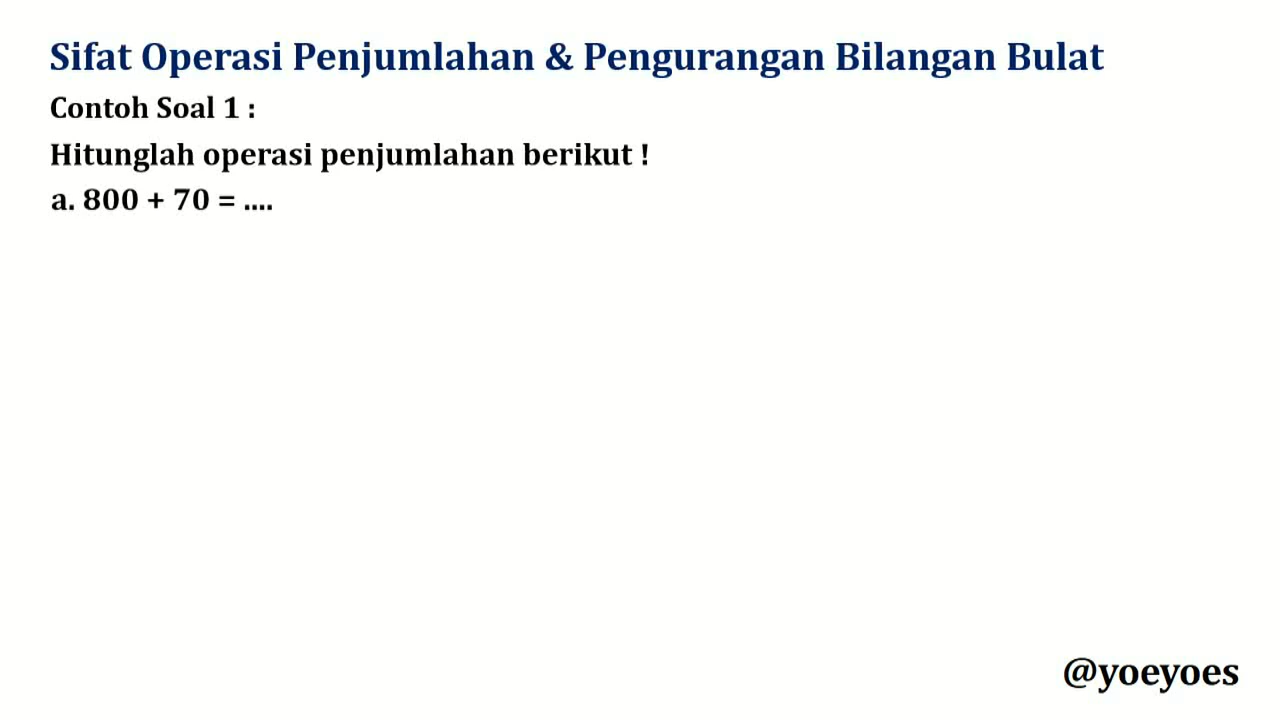 Sifat Operasi Penjumlahan & Pengurangan Bilangan Bulat
Contoh Soal 1 :
Hitunglah operasi penjumlahan berikut !
a. 800 + 70 = ....
@yoeyoes